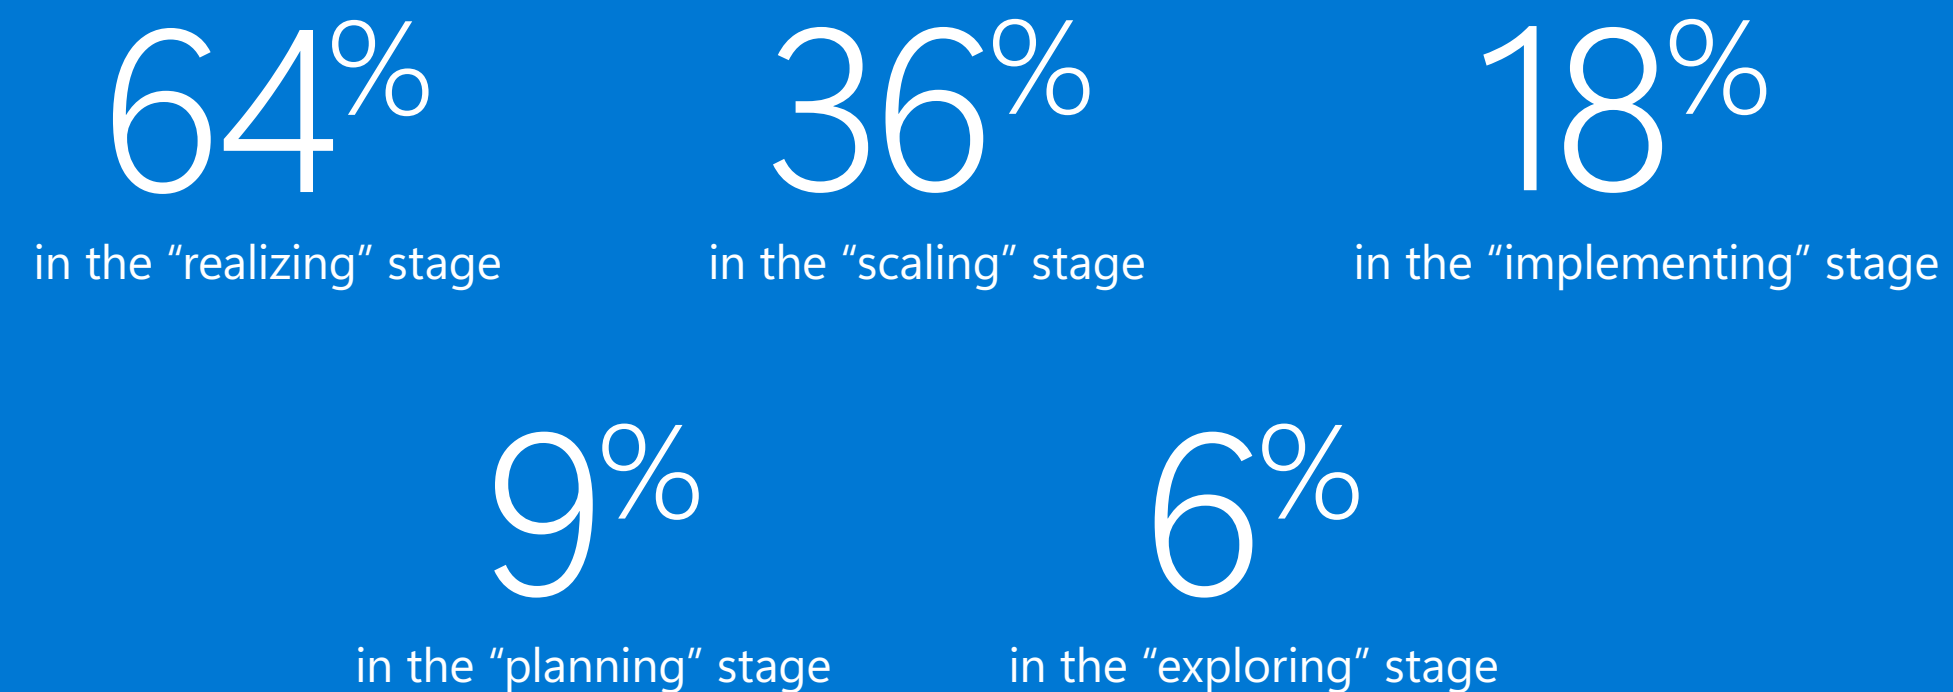 64% 36% 18%
in the “realizing” stage in the “scaling” stage in the “implementing” stage
9% 6%
in the “planning” stage in the “exploring” stage